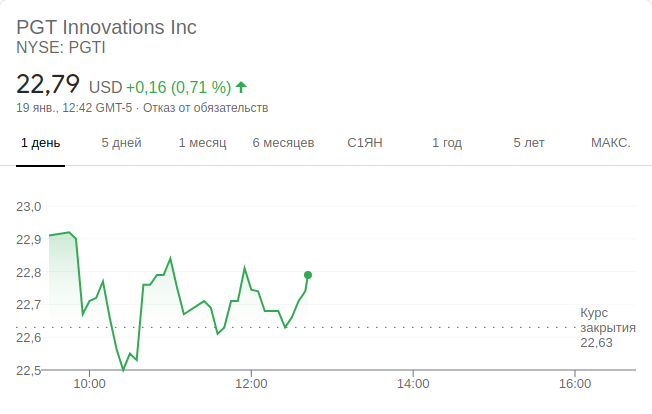 PGT Innovations Inc
NYSE: PGTI
22,79 USD +0,16 (0,71 %)
19 янв., 12:42 GMT-5 · Отказ от обязательств
1 день 5 дней 1 месяц 6 месяцев С1ЯН 1 год 5 лет МАКС.
23,0
22,9
22,8
22,7
Курс
закрытия
22,63
22,6
22,5
10:00 12:00 14:00 16:00